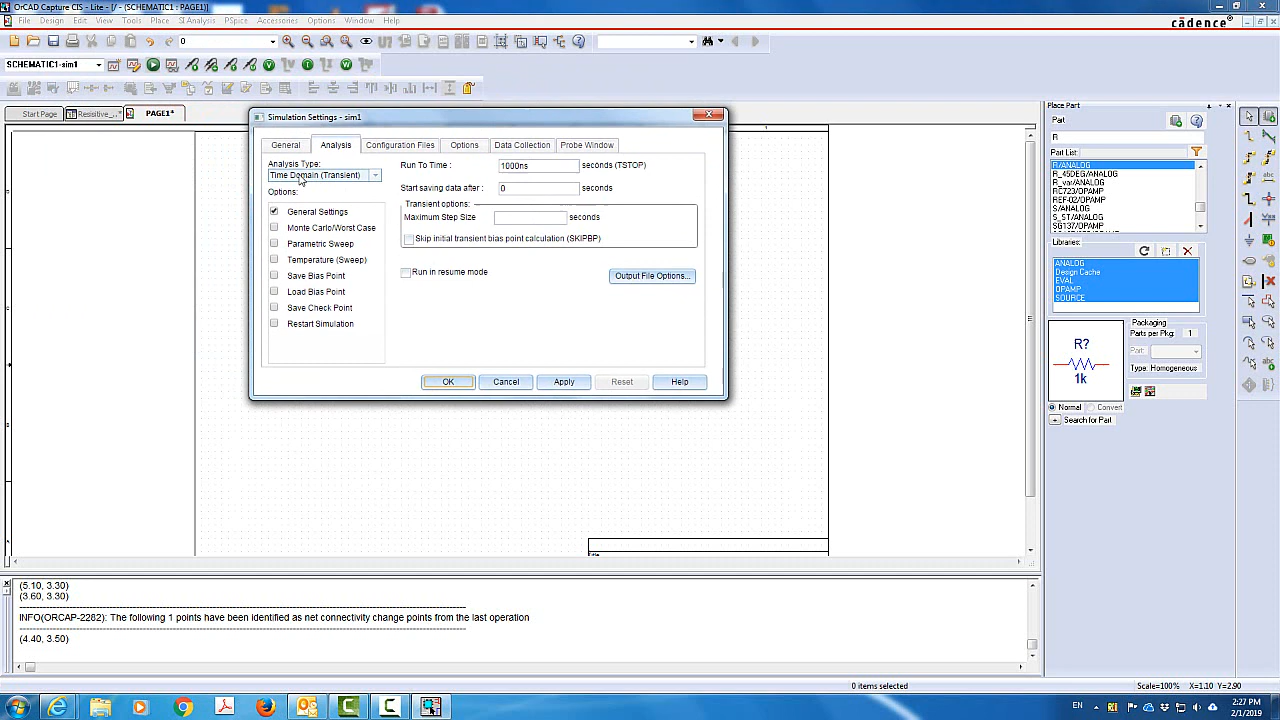 OrCAD Capture CIS - Lite - [/ - (SCHEMATIC1 : PAGE1)]
File Design Edit View Tools Place SI Analysis PSpice Accessories Options Window Help
cādence®
0
SCHEMATIC1-sim1
Start Page
Resistive_...*
PAGE1*
Simulation Settings - sim1
General Analysis Configuration Files Options Data Collection Probe Window
Analysis Type:
Time Domain (Transient)
Options:
General Settings
Monte Carlo/Worst Case
Parametric Sweep
Temperature (Sweep)
Save Bias Point
Load Bias Point
Save Check Point
Restart Simulation
Run To Time : 1000ns seconds (TSTOP)
Start saving data after : 0 seconds
Transient options:
Maximum Step Size seconds
Skip initial transient bias point calculation (SKIPBP)
Run in resume mode
Output File Options...
OK Cancel Apply Reset Help
Title
Place Part
Part
R
Part List:
R/ANALOG
R_45DEG/ANALOG
R_var/ANALOG
RE723/OPAMP
REF-02/OPAMP
S/ANALOG
S_ST/ANALOG
SG137/OPAMP
Libraries:
ANALOG
Design Cache
EVAL
OPAMP
SOURCE
R?
1k
Packaging
Parts per Pkg: 1
Part:
Type: Homogeneous
Normal Convert
Search for Part
(5.10, 3.30)
(3.60, 3.30)
INFO(ORCAP-2282): The following 1 points have been identified as net connectivity change points from the last operation
(4.40, 3.50)
0 items selected
Scale=100% X=1.10 Y=2.90
EN
2:27 PM
2/1/2019